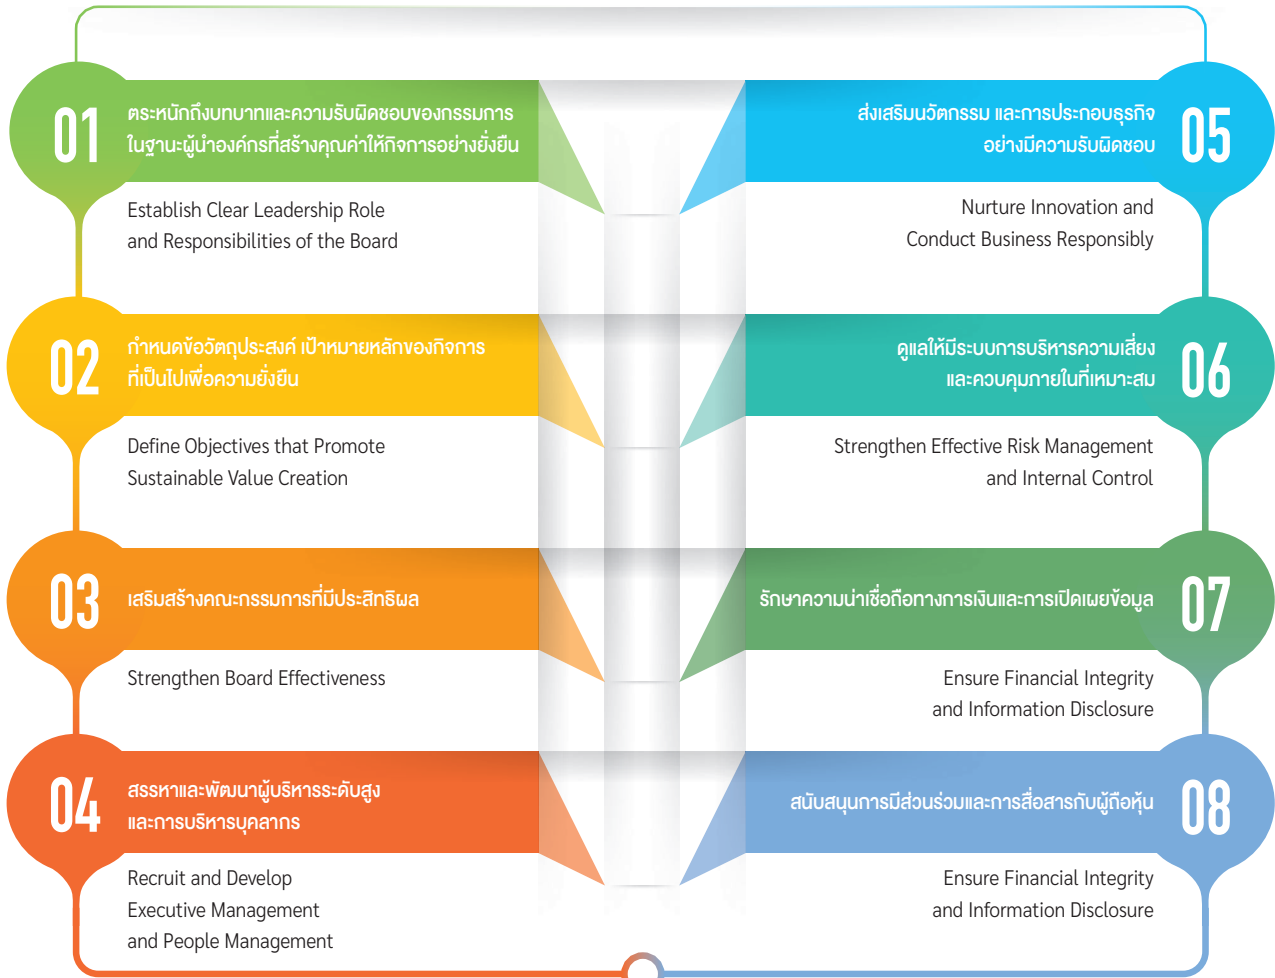 01
ตระหนักถึงบทบาทและความรับผิดชอบของกรรมการ
ในฐานะผู้นำองค์กรที่สร้างคุณค่าให้กิจการอย่างยั่งยืน
Establish Clear Leadership Role
and Responsibilities of the Board
02
กำหนดข้อวัตถุประสงค์ เป้าหมายหลักของกิจการ
ที่เป็นไปเพื่อความยั่งยืน
Define Objectives that Promote
Sustainable Value Creation
03
เสริมสร้างคณะกรรมการที่มีประสิทธิผล
Strengthen Board Effectiveness
04
สรรหาและพัฒนาผู้บริหารระดับสูง
และการบริหารบุคลากร
Recruit and Develop
Executive Management
and People Management
05
ส่งเสริมนวัตกรรม และการประกอบธุรกิจ
อย่างมีความรับผิดชอบ
Nurture Innovation and
Conduct Business Responsibly
06
ดูแลให้มีระบบการบริหารความเสี่ยง
และควบคุมภายในที่เหมาะสม
Strengthen Effective Risk Management
and Internal Control
07
รักษาความน่าเชื่อถือทางการเงินและการเปิดเผยข้อมูล
Ensure Financial Integrity
and Information Disclosure
08
สนับสนุนการมีส่วนร่วมและการสื่อสารกับผู้ถือหุ้น
Ensure Financial Integrity
and Information Disclosure